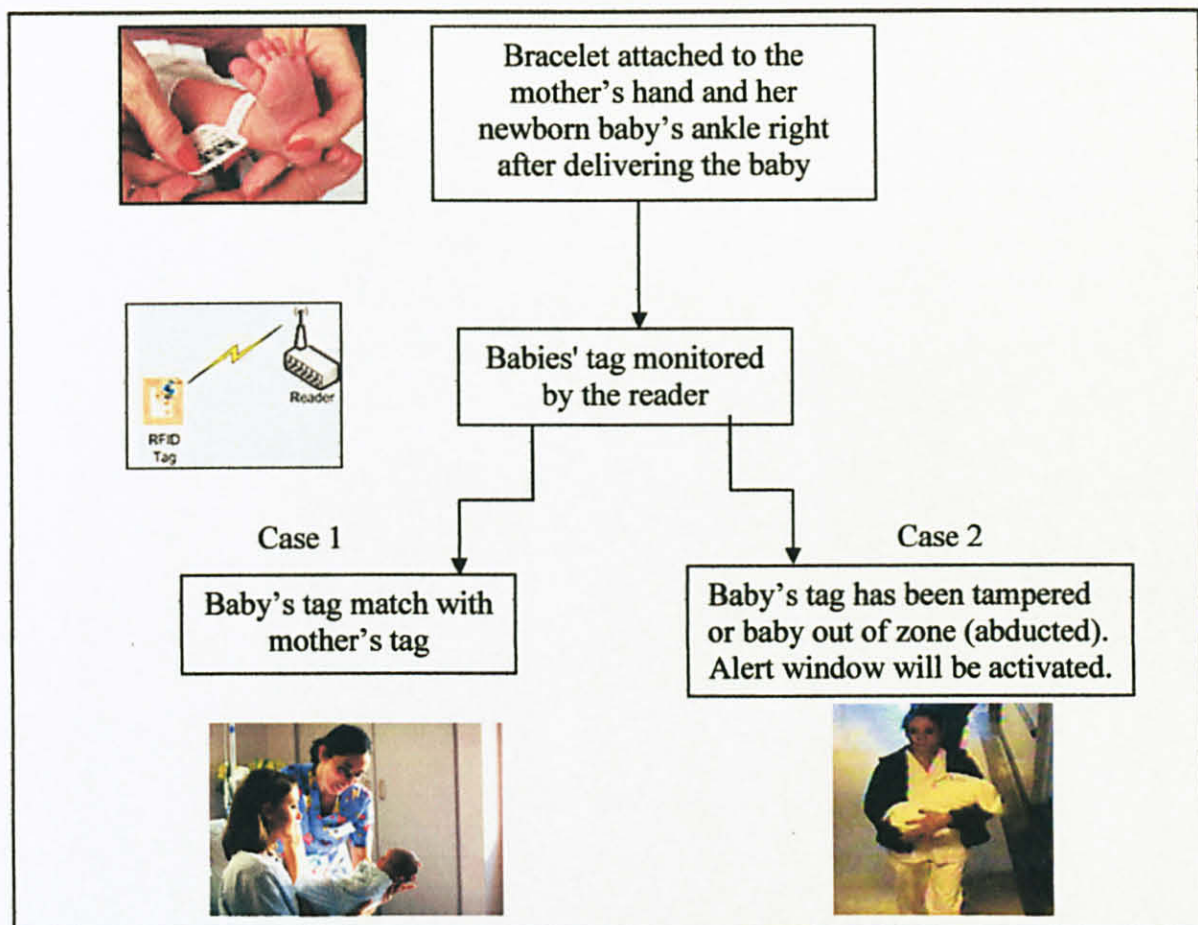 Bracelet attached to the
mother's hand and her
newborn baby's ankle right
after delivering the baby
Reader
RFID
Tag
Babies' tag monitored
by the reader
Case 1
Case 2
Baby's tag match with
mother's tag
Baby's tag has been tampered
or baby out of zone (abducted).
Alert window will be activated.